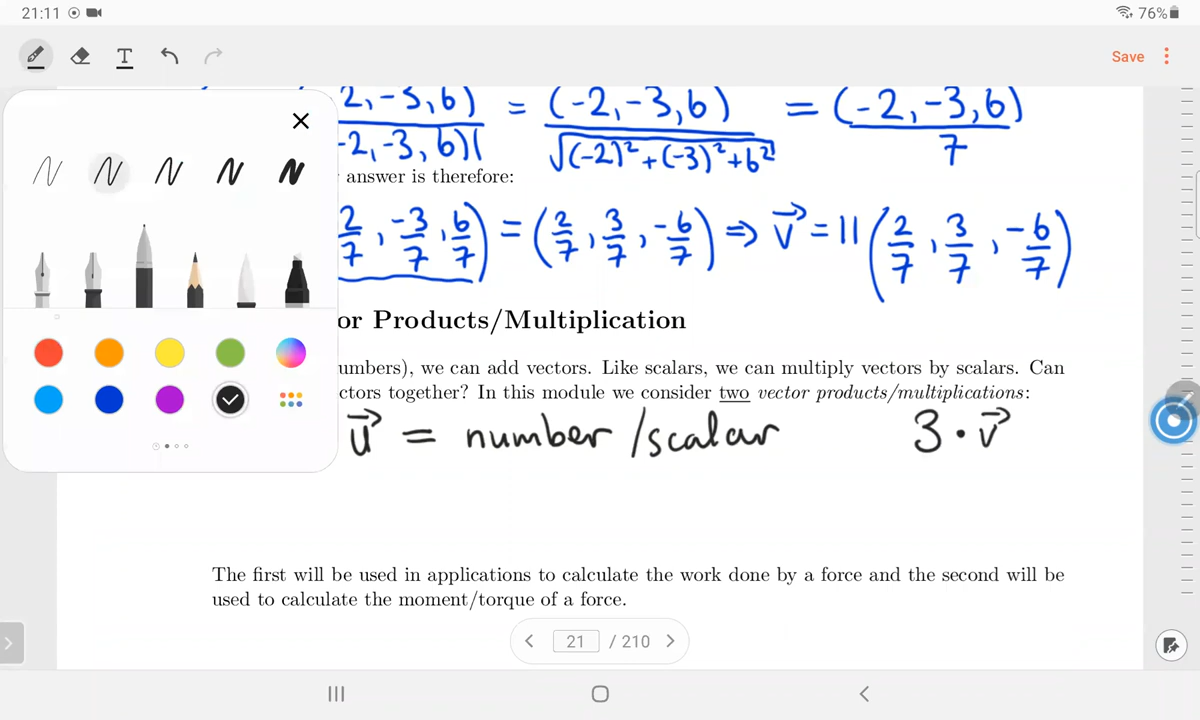 21:11 76%
T Save
2,-3,6) = (-2,-3,6) = (-2,-3,6)
-2,-3,6)| √(-2)²+(-3)²+6² 7
answer is therefore:
2/7, -3/7, 6/7) = (2/7, 3/7, -6/7) ⇒ v⃗ = 11(2/7, 3/7, -6/7)
or Products/Multiplication
umbers), we can add vectors. Like scalars, we can multiply vectors by scalars. Can
ctors together? In this module we consider two vector products/multiplications:
u⃗ = number/scalar 3·v⃗
The first will be used in applications to calculate the work done by a force and the second will be
used to calculate the moment/torque of a force.
21 / 210